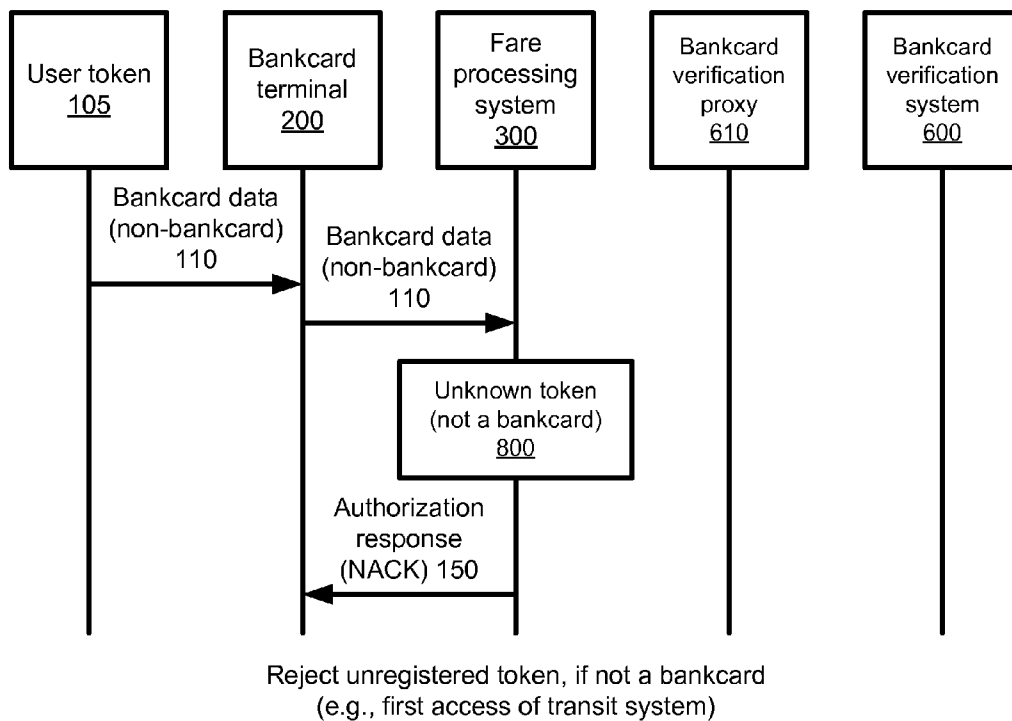 User token
105
Bankcard
terminal
200
Fare
processing
system
300
Bankcard
verification
proxy
610
Bankcard
verification
system
600
Bankcard data
(non-bankcard)
110
Bankcard data
(non-bankcard)
110
Unknown token
(not a bankcard)
800
Authorization
response
(NACK) 150
Reject unregistered token, if not a bankcard
(e.g., first access of transit system)